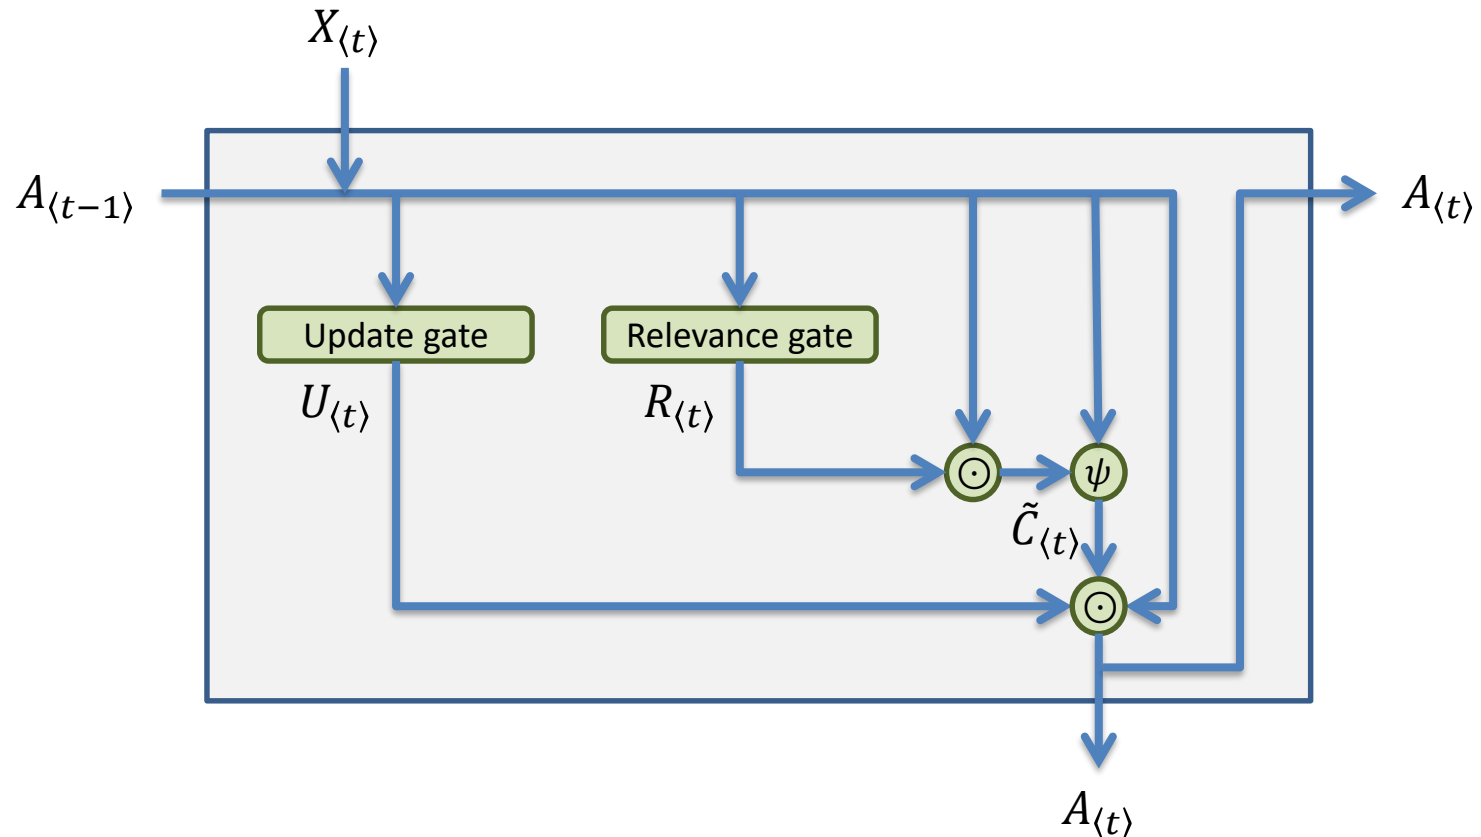 X⟨t⟩
A⟨t−1⟩
A⟨t⟩
Update gate
Relevance gate
U⟨t⟩
R⟨t⟩
⊙
ψ
C̃⟨t⟩
⊙
A⟨t⟩